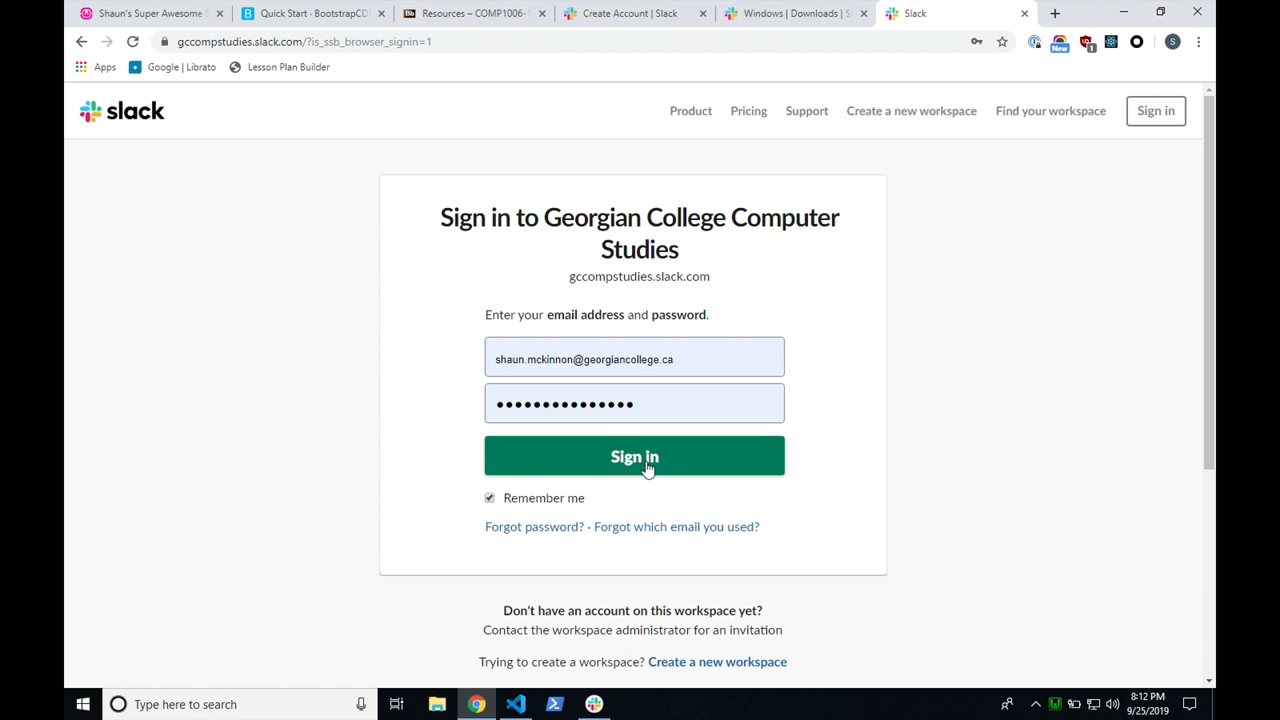 Shaun's Super Awesome S
Quick Start · BootstrapCD
Resources – COMP1006-1
Create Account | Slack
Windows | Downloads | Sl
Slack
gccompstudies.slack.com/?is_ssb_browser_signin=1
New
1
S
Apps
Google | Librato
Lesson Plan Builder
slack
Product
Pricing
Support
Create a new workspace
Find your workspace
Sign in
Sign in to Georgian College Computer
Studies
gccompstudies.slack.com
Enter your email address and password.
shaun.mckinnon@georgiancollege.ca
•••••••••••••••
Sign in
Remember me
Forgot password? · Forgot which email you used?
Don't have an account on this workspace yet?
Contact the workspace administrator for an invitation
Trying to create a workspace? Create a new workspace
Type here to search
8:12 PM
9/25/2019